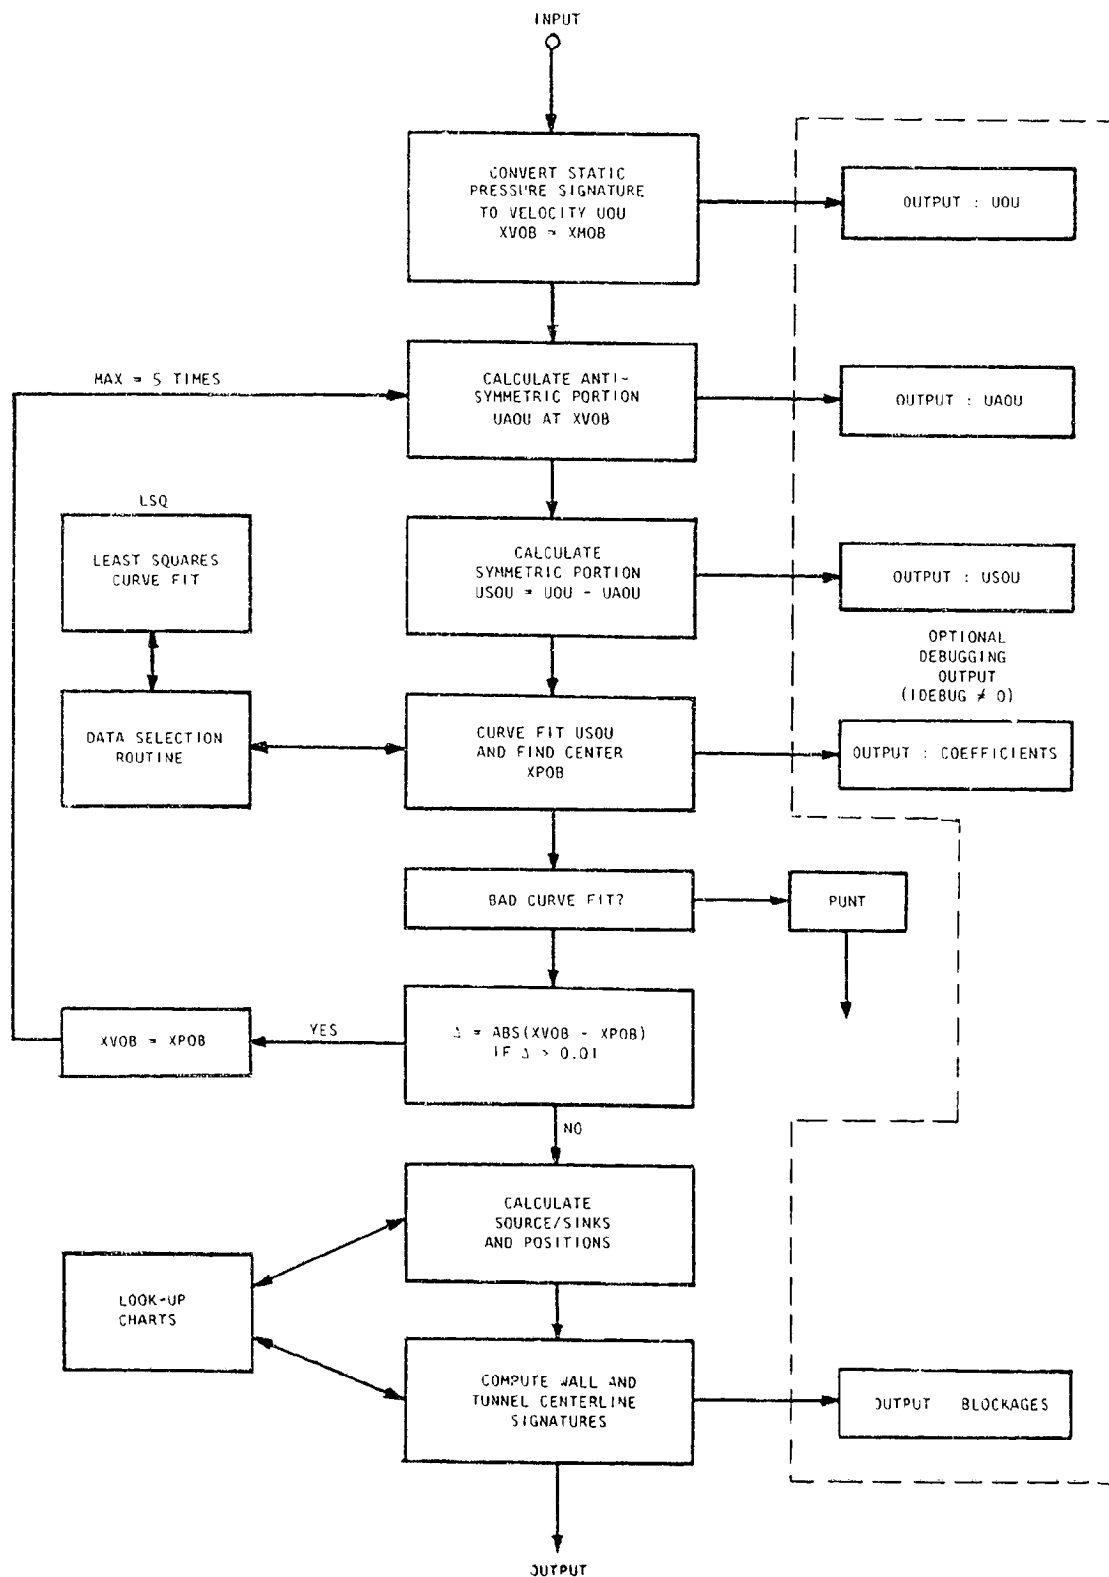 INPUT
CONVERT STATIC
PRESSURE SIGNATURE
TO VELOCITY UOU
XVOB = XMOB
OUTPUT : UOU
MAX = 5 TIMES
CALCULATE ANTI-
SYMMETRIC PORTION
UAOU AT XVOB
OUTPUT : UAOU
LSQ
LEAST SQUARES
CURVE FIT
CALCULATE
SYMMETRIC PORTION
USOU = UOU - UAOU
OUTPUT : USOU
OPTIONAL
DEBUGGING
OUTPUT
(IDEBUG ≠ 0)
DATA SELECTION
ROUTINE
CURVE FIT USOU
AND FIND CENTER
XPOB
OUTPUT : COEFFICIENTS
BAD CURVE FIT?
PUNT
XVOB = XPOB
YES
Δ = ABS(XVOB - XPOB)
IF Δ > 0.01
NO
CALCULATE
SOURCE/SINKS
AND POSITIONS
LOOK-UP
CHARTS
COMPUTE WALL AND
TUNNEL CENTERLINE
SIGNATURES
OUTPUT BLOCKAGES
OUTPUT